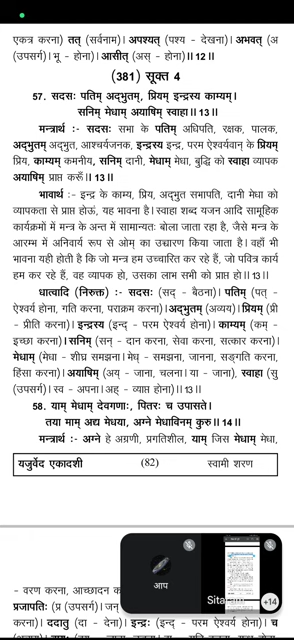 एकत्र करना) तत् (सर्वनाम)। अपश्यत् (पश्य - देखना)। अभवत् (अ
(उपसर्ग)। भू - होना)। आसीत् (अस् - होना)।। 12 ।।
(381) सूक्त 4
57. सदसः पतिम् अद्भुतम्, प्रियम् इन्द्रस्य काम्यम्।
सनिम् मेधाम् अयाषिम् स्वाहा।। 13 ।।
मन्त्रार्थ :- सदसः सभा के पतिम् अधिपति, रक्षक, पालक,
अद्भुतम् अद्भुत, आश्चर्यजनक, इन्द्रस्य इन्द्र, परम ऐश्वर्यवान् के प्रियम्
प्रिय, काम्यम् कमनीय, सनिम् दानी, मेधाम् मेधा, बुद्धि को स्वाहा व्यापक
अयाषिम् प्राप्त करूँ।। 13 ।।
भावार्थ :- इन्द्र के काम्य, प्रिय, अद्भुत सभापति, दानी मेधा को
व्यापकता से प्राप्त होऊं, यह भावना है। स्वाहा शब्द यजन आदि सामूहिक
कार्यक्रमों में मन्त्र के अन्त में सामान्यतः बोला जाता रहा है, जैसे मन्त्र के
आरम्भ में अनिवार्य रूप से ओम् का उच्चारण किया जाता है। वहाँ भी
भावना यही होती है कि जो मन्त्र हम उच्चारित कर रहे हैं, जो पवित्र कार्य
हम कर रहे हैं, वह व्यापक हो, उसका लाभ सभी को प्राप्त हो।। 13 ।।
धात्वादि (निरुक्त) :- सदसः (सद् - बैठना)। पतिम् (पत् -
ऐश्वर्य होना, गति करना, पराक्रम करना)। अद्भुतम् (अव्यय)। प्रियम् (प्री
- प्रीति करना)। इन्द्रस्य (इन्द् - परम ऐश्वर्य होना)। काम्यम् (कम् -
इच्छा करना)। सनिम् (सन् - दान करना, सेवा करना, सत्कार करना)।
मेधाम् (मेधा - शीघ्र समझना। मेध् - समझना, जानना, सङ्गति करना,
हिंसा करना)। अयाषिम् (अय् - जाना, चलना। या - जाना), स्वाहा (सु
(उपसर्ग)। स्व - अपना। अह् - व्याप्त होना)।। 13 ।।
58. याम् मेधाम् देवगणाः, पितरः च उपासते।
तया माम् अद्य मेधया, अग्ने मेधाविनम् कुरु।। 14 ।।
मन्त्रार्थ :- अग्ने हे अग्रणी, प्रगतिशील, याम् जिस मेधाम् मेधा,
यजुर्वेद एकादशी (82) स्वामी शरण
- वरण करना, आच्छादन क
प्रजापतिः (प्र (उपसर्ग)। जन्
करना)। ददातु (दा - देना)। इन्द्रः (इन्द् - परम ऐश्वर्य होना)। च
आप
Sita
+14